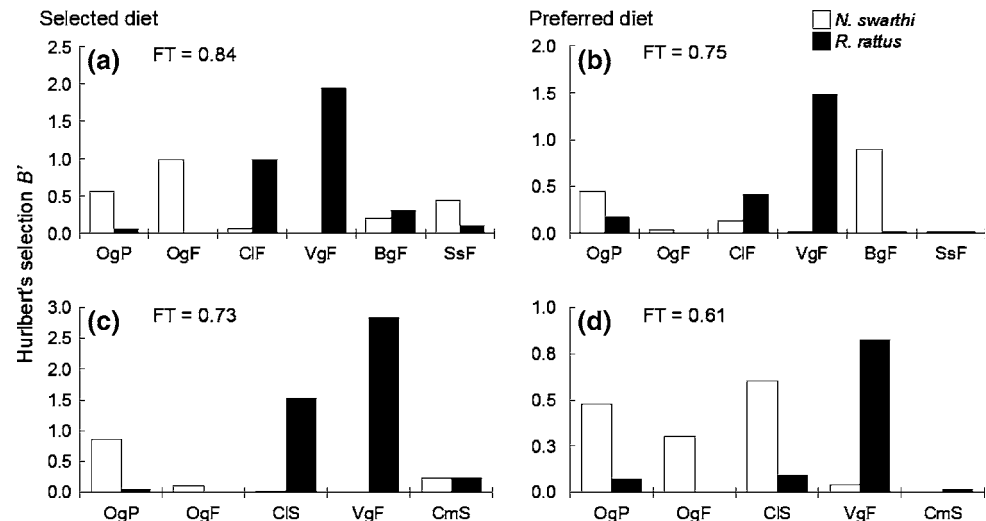 Selected diet
Preferred diet
N. swarthi
R. rattus
Hurlbert's selection B'
(a) FT = 0.84
2.5
2.0
1.5
1.0
0.5
0.0
OgP OgF ClF VgF BgF SsF
(b) FT = 0.75
2.0
1.5
1.0
0.5
0.0
OgP OgF ClF VgF BgF SsF
(c) FT = 0.73
3.0
2.5
2.0
1.5
1.0
0.5
0.0
OgP OgF ClS VgF CmS
(d) FT = 0.61
1.0
0.8
0.5
0.3
0.0
OgP OgF ClS VgF CmS